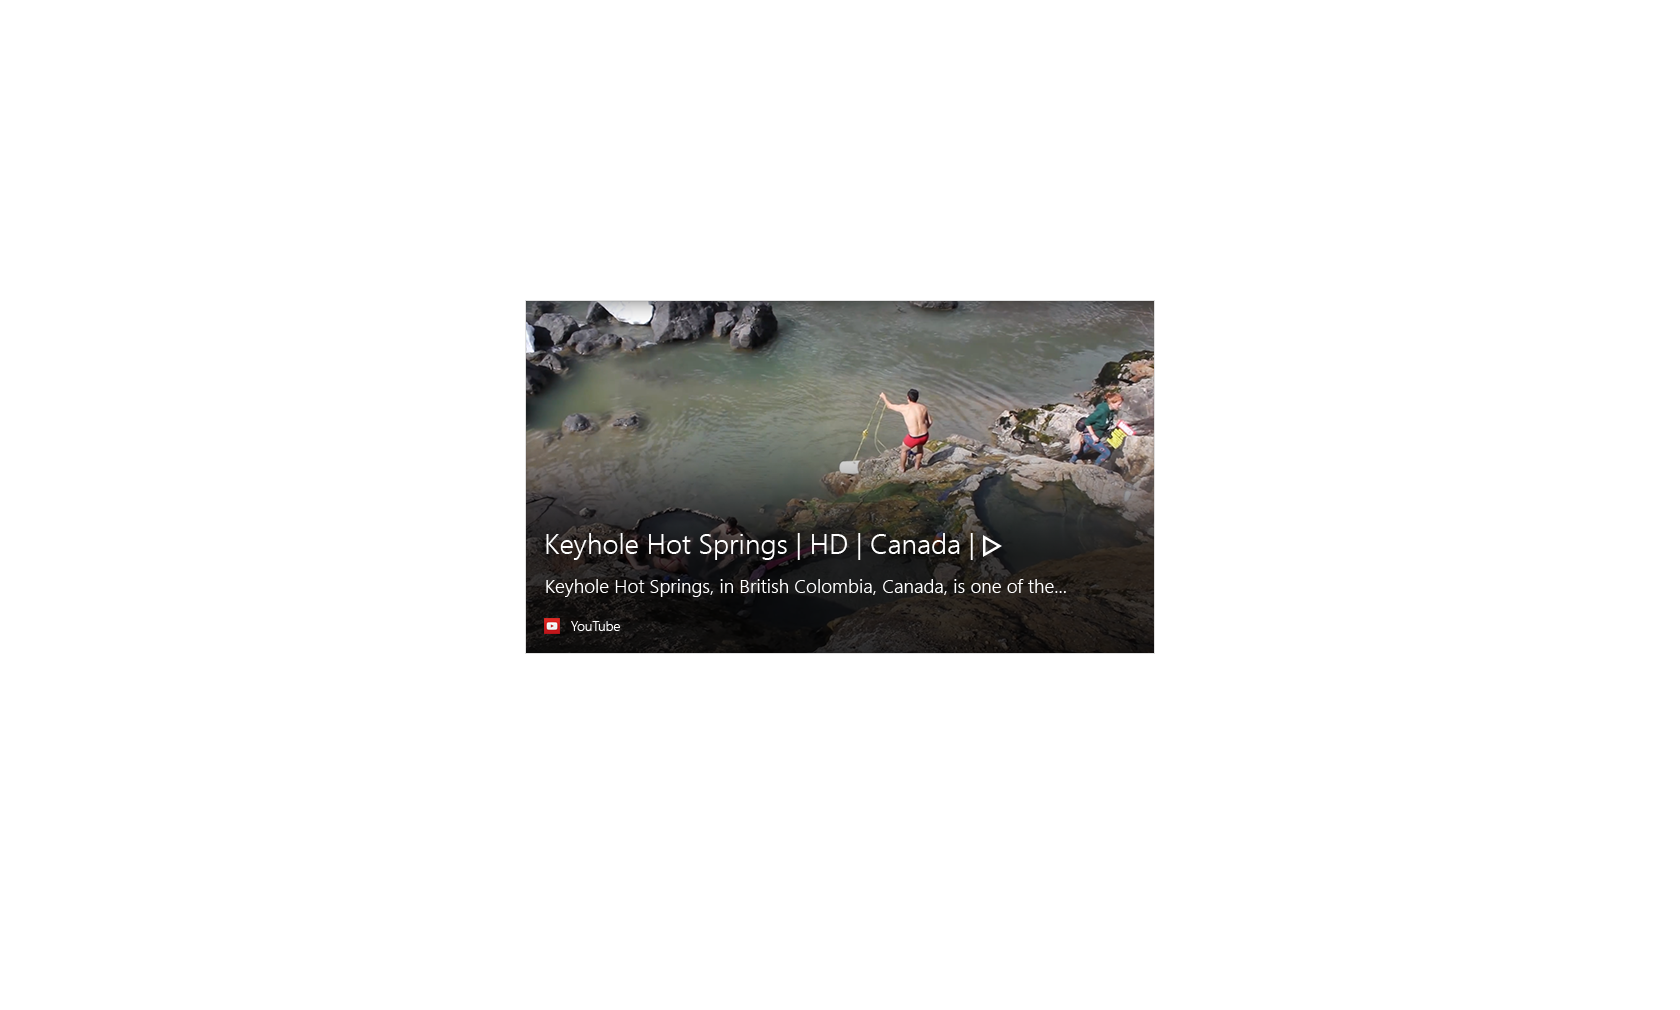 Keyhole Hot Springs | HD | Canada |
Keyhole Hot Springs, in British Colombia, Canada, is one of the...
YouTube